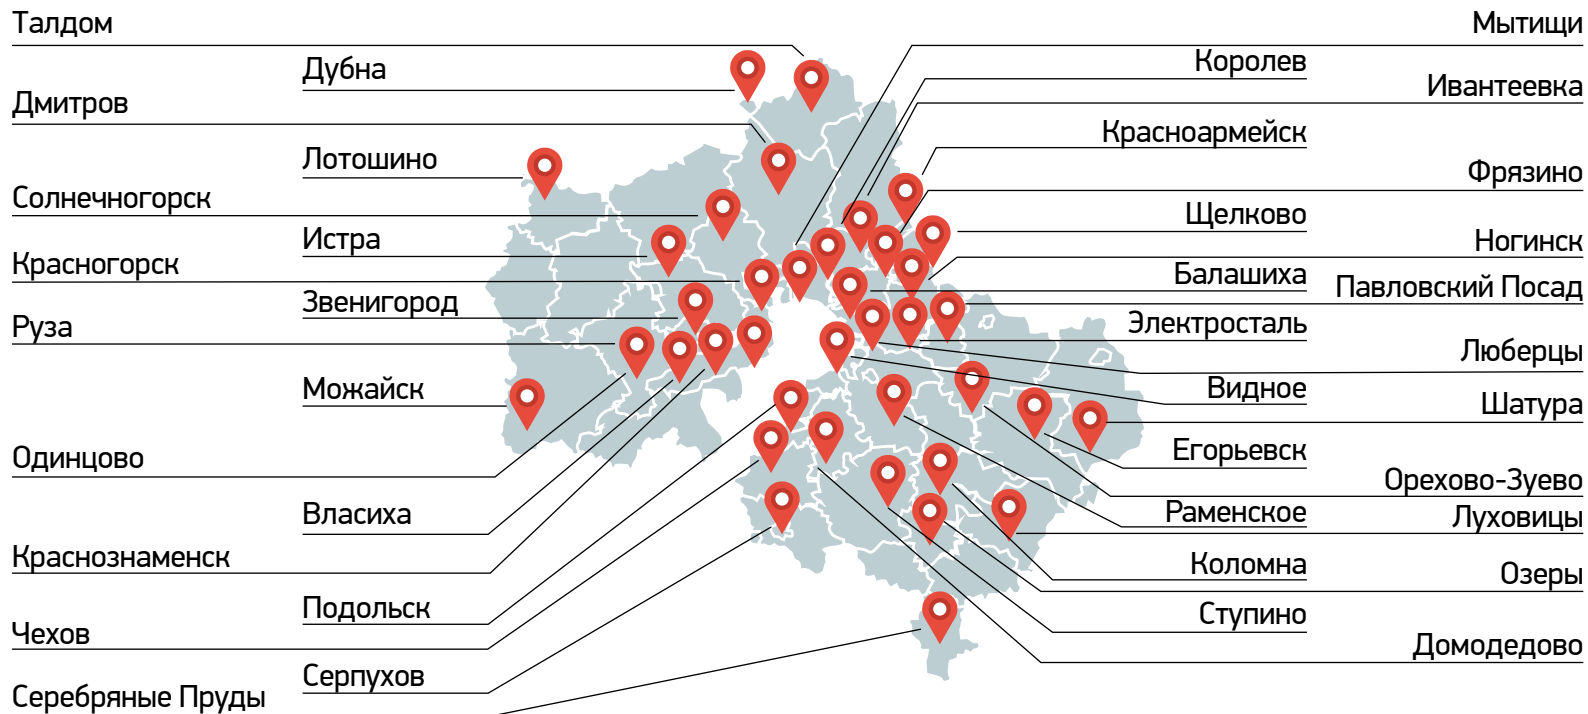 Талдом
Дубна
Дмитров
Лотошино
Солнечногорск
Истра
Красногорск
Звенигород
Руза
Можайск
Одинцово
Власиха
Краснознаменск
Подольск
Чехов
Серпухов
Серебряные Пруды
Мытищи
Королев
Ивантеевка
Красноармейск
Фрязино
Щелково
Ногинск
Балашиха
Павловский Посад
Электросталь
Люберцы
Видное
Шатура
Егорьевск
Орехово-Зуево
Раменское
Луховицы
Коломна
Озеры
Ступино
Домодедово